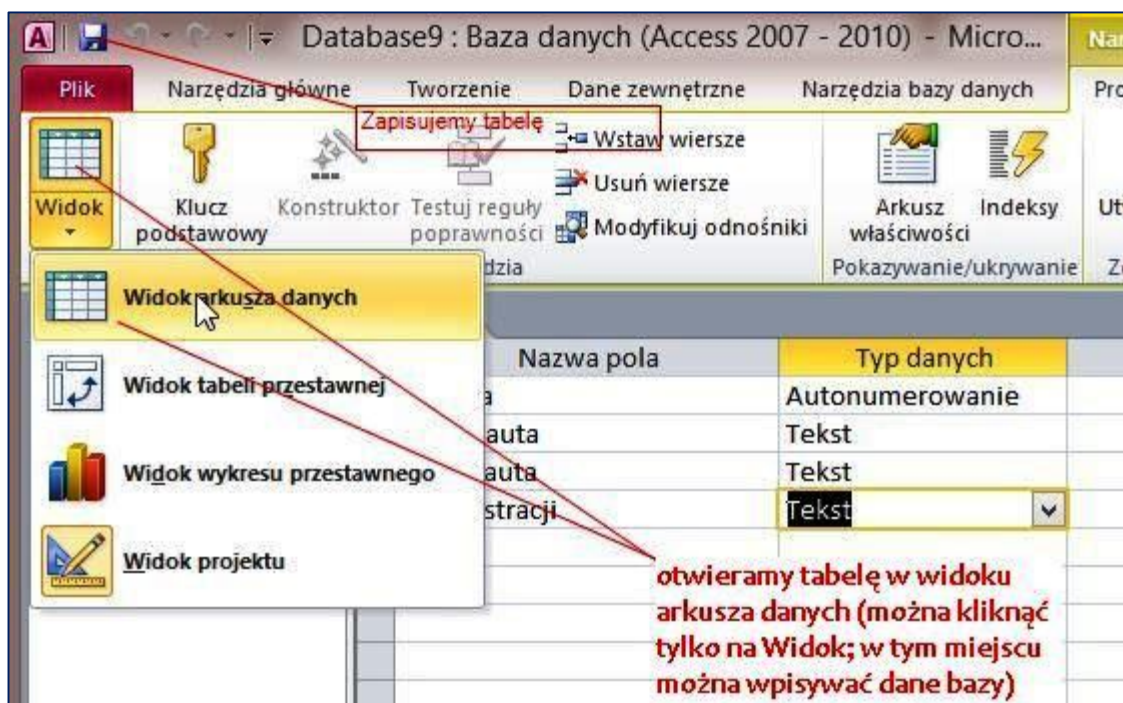 Database9 : Baza danych (Access 2007 - 2010) - Micro...
Plik Narzędzia główne Tworzenie Dane zewnętrzne Narzędzia bazy danych
Zapisujemy tabelę
Wstaw wiersze
Usuń wiersze
Modyfikuj odnośniki
Widok
Klucz
podstawowy
Konstruktor
Testuj reguły
poprawności
Arkusz
właściwości
Indeksy
Pokazywanie/ukrywanie
Widok arkusza danych
Widok tabeli przestawnej
Widok wykresu przestawnego
Widok projektu
Nazwa pola Typ danych
Autonumerowanie
auta Tekst
auta Tekst
stracji Tekst
otwieramy tabelę w widoku
arkusza danych (można kliknąć
tylko na Widok; w tym miejscu
można wpisywać dane bazy)